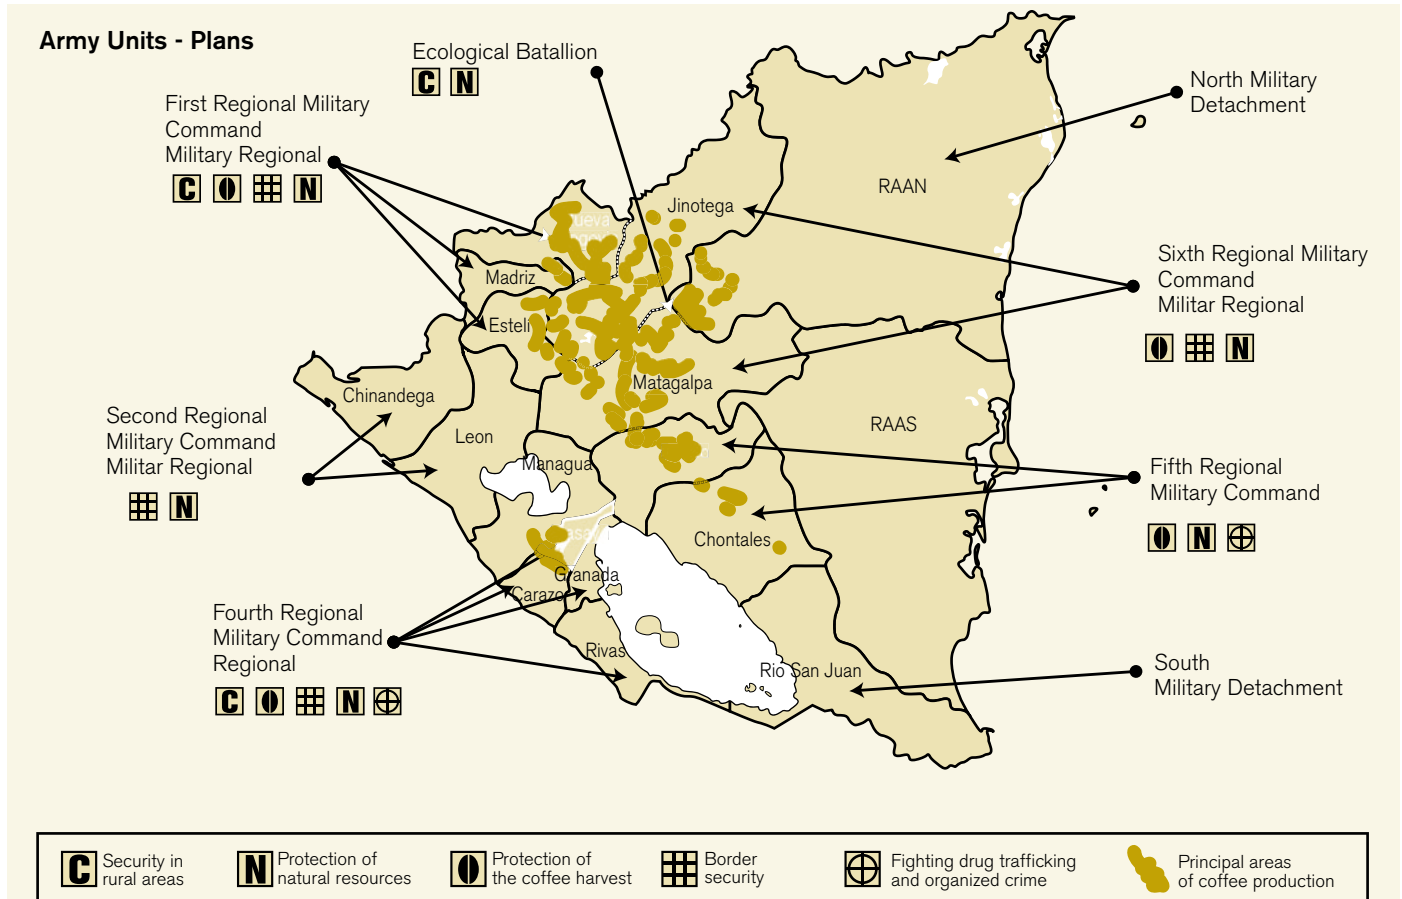 Army Units - Plans
Ecological Batallion
C N
First Regional Military
Command
Military Regional
C N
North Military
Detachment
RAAN
Jinotega
Sixth Regional Military
Command
Militar Regional
N
Madriz
Esteli
Matagalpa
Chinandega
Leon
RAAS
Second Regional
Military Command
Militar Regional
N
Managua
Fifth Regional
Military Command
N
Chontales
Granada
Carazo
Fourth Regional
Military Command
Regional
C N
Rivas
Rio San Juan
South
Military Detachment
C Security in
rural areas
N Protection of
natural resources
Protection of
the coffee harvest
Border
security
Fighting drug trafficking
and organized crime
Principal areas
of coffee production